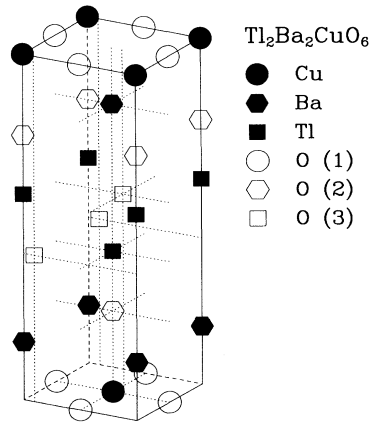 Tl₂Ba₂CuO₆
Cu
Ba
Tl
O (1)
O (2)
O (3)